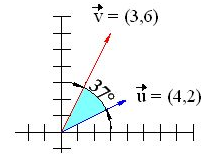 v⃗ = (3,6)
37°
u⃗ = (4,2)